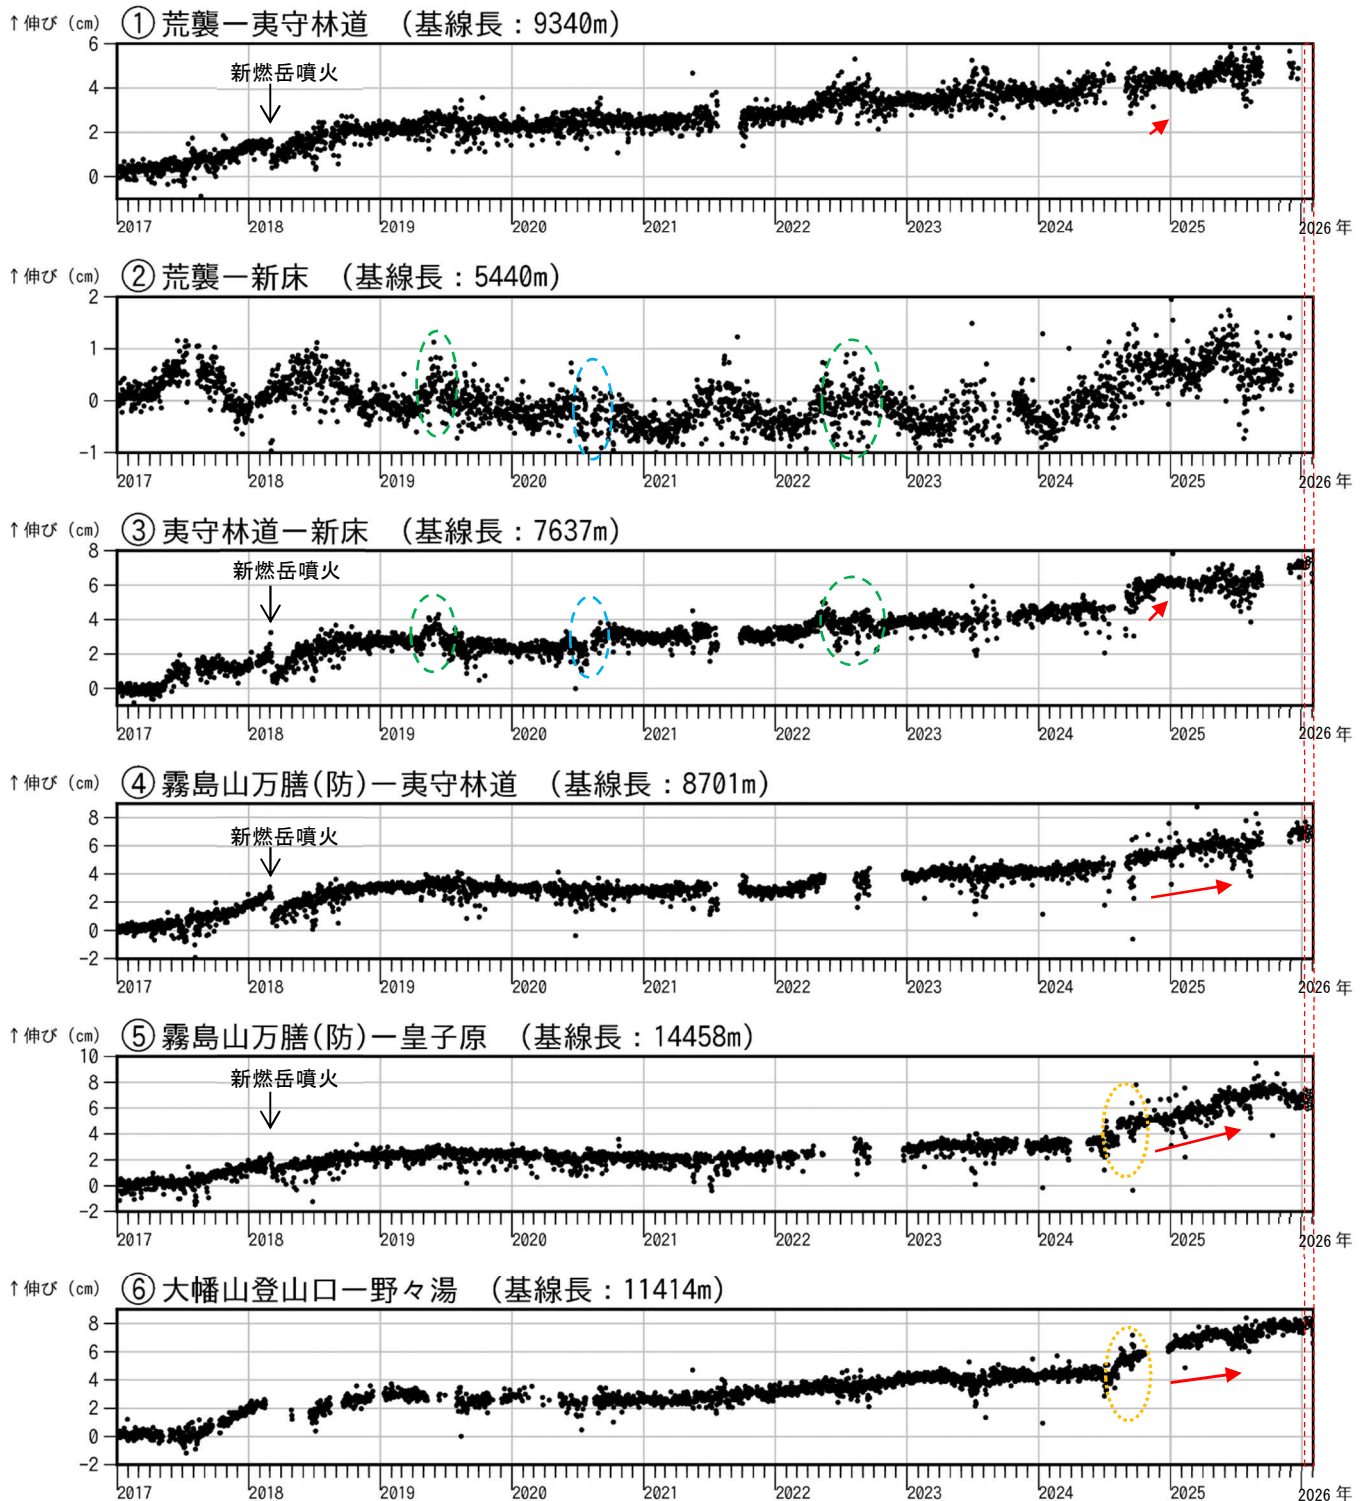 ↑伸び（cm） ①荒襲－夷守林道 （基線長：9340m）
新燃岳噴火
6
4
2
0
2017 2018 2019 2020 2021 2022 2023 2024 2025 2026 年
↑伸び（cm） ②荒襲－新床 （基線長：5440m）
2
1
0
-1
2017 2018 2019 2020 2021 2022 2023 2024 2025 2026 年
↑伸び（cm） ③夷守林道－新床 （基線長：7637m）
新燃岳噴火
8
6
4
2
0
2017 2018 2019 2020 2021 2022 2023 2024 2025 2026 年
↑伸び（cm） ④霧島山万膳(防)－夷守林道 （基線長：8701m）
新燃岳噴火
8
6
4
2
0
-2
2017 2018 2019 2020 2021 2022 2023 2024 2025 2026 年
↑伸び（cm） ⑤霧島山万膳(防)－皇子原 （基線長：14458m）
新燃岳噴火
10
8
6
4
2
0
-2
2017 2018 2019 2020 2021 2022 2023 2024 2025 2026 年
↑伸び（cm） ⑥大幡山登山口－野々湯 （基線長：11414m）
8
6
4
2
0
-2
2017 2018 2019 2020 2021 2022 2023 2024 2025 2026 年